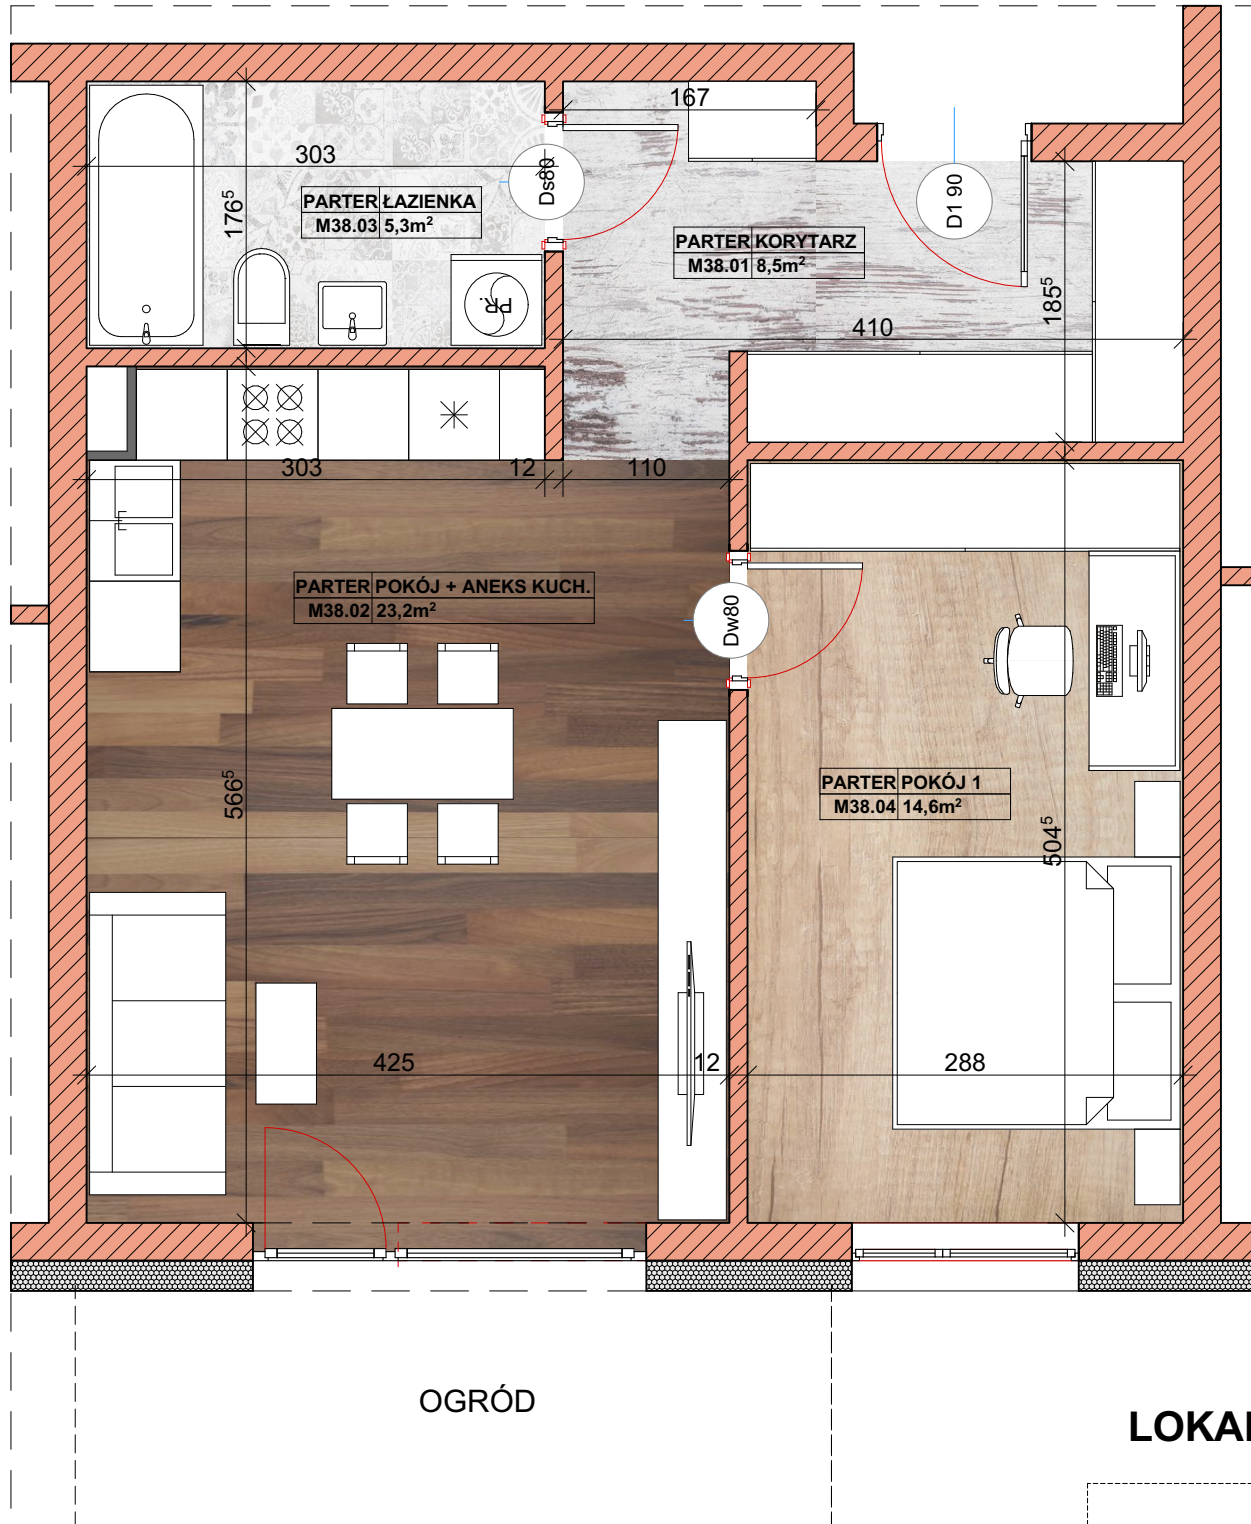 167
303
Ds80
D1 90
PARTER ŁAZIENKA
M38.03 5,3m²
176⁵
PARTER KORYTARZ
M38.01 8,5m²
PR.
185⁵
410
303
12
110
PARTER POKÓJ + ANEKS KUCH.
M38.02 23,2m²
Dw80
566⁵
PARTER POKÓJ 1
M38.04 14,6m²
504⁵
425
12
288
OGRÓD
LOKAL